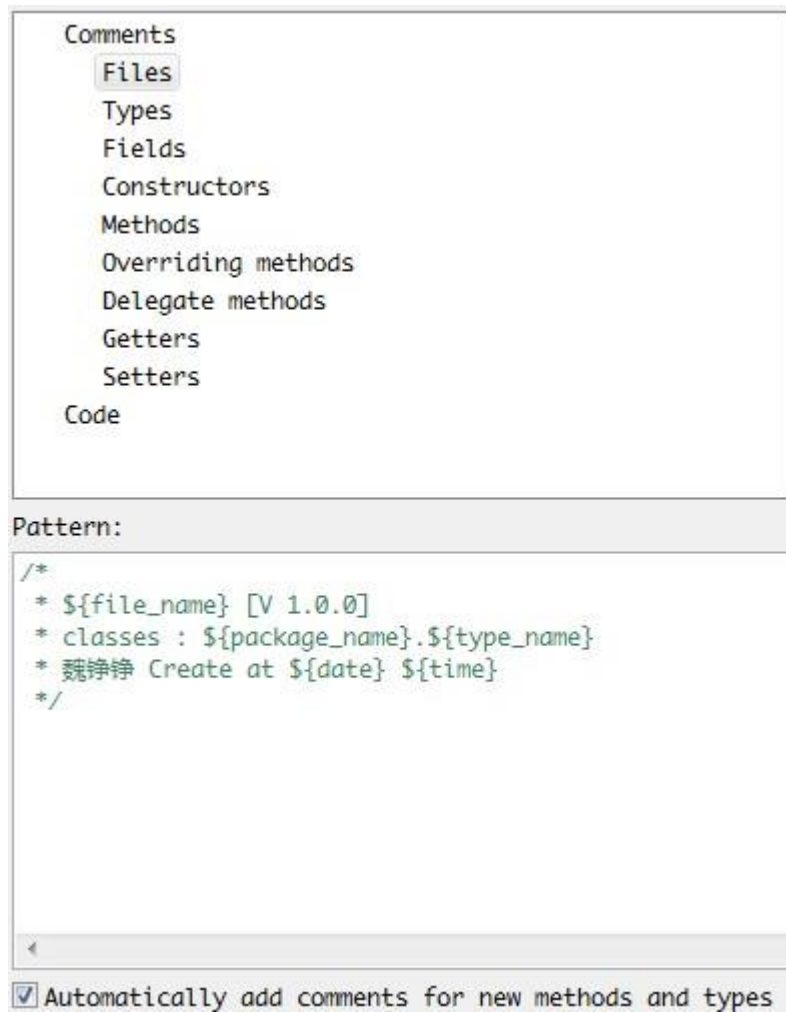 Comments
Files
Types
Fields
Constructors
Methods
Overriding methods
Delegate methods
Getters
Setters
Code
Pattern:
/*
 * ${file_name} [V 1.0.0]
 * classes : ${package_name}.${type_name}
 * 魏铮铮 Create at ${date} ${time}
 */
Automatically add comments for new methods and types